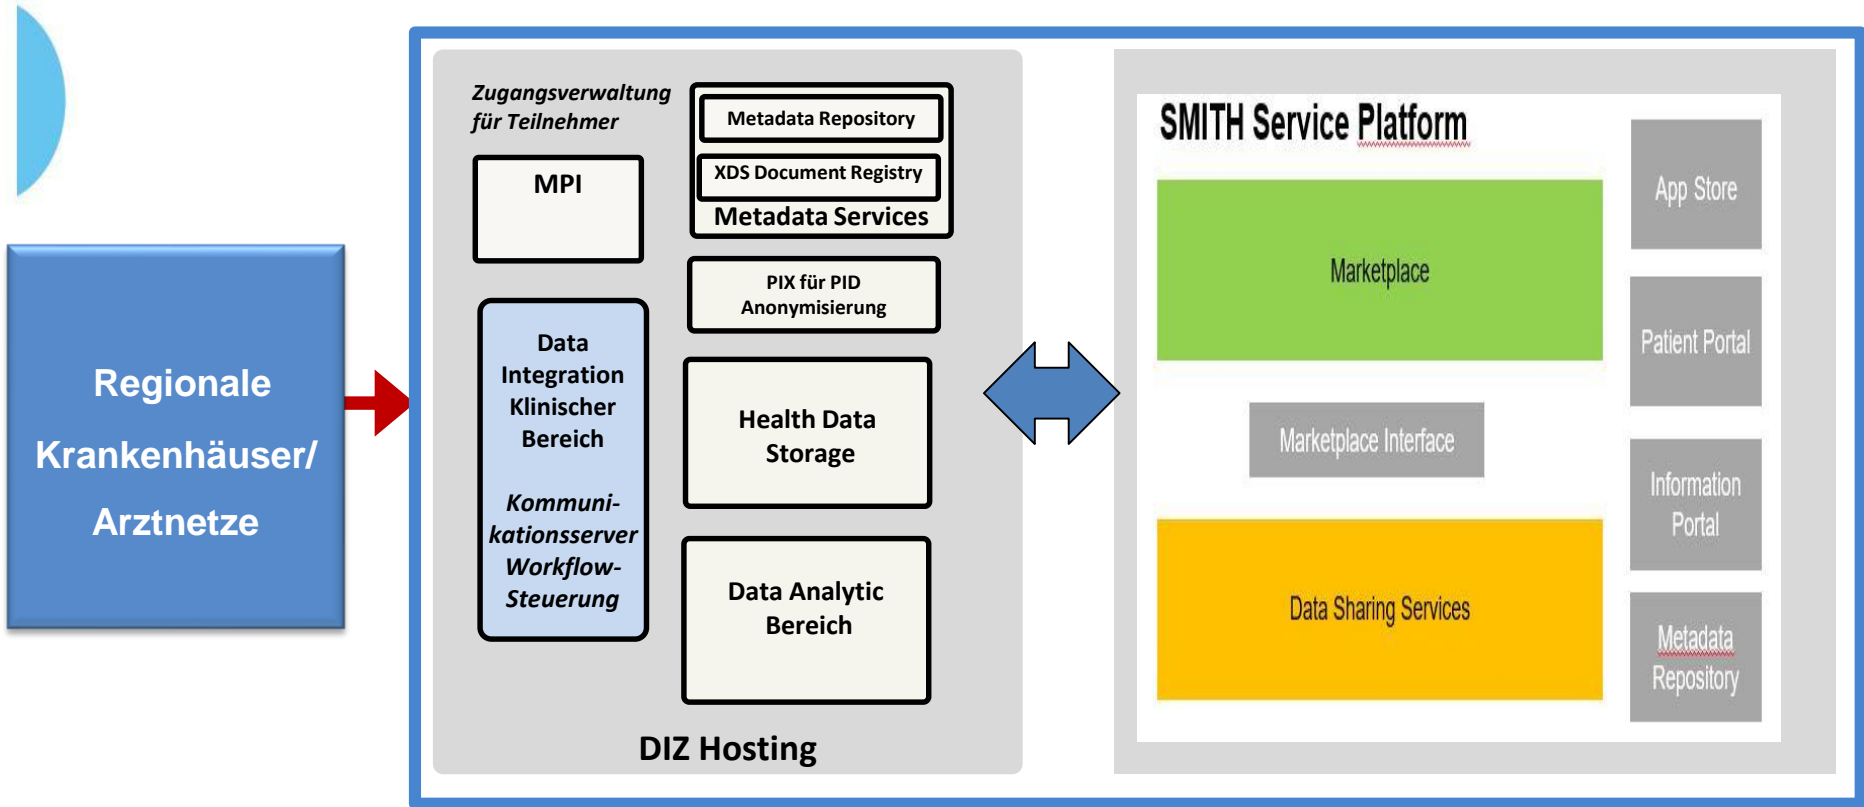 Regionale
Krankenhäuser/
Arztnetze
Zugangsverwaltung
für Teilnehmer
MPI
Metadata Repository
XDS Document Registry
Metadata Services
PIX für PID
Anonymisierung
Data
Integration
Klinischer
Bereich
Kommuni-
kationsserver
Workflow-
Steuerung
Health Data
Storage
Data Analytic
Bereich
DIZ Hosting
SMITH Service Platform
Marketplace
Marketplace Interface
Data Sharing Services
App Store
Patient Portal
Information
Portal
Metadata
Repository